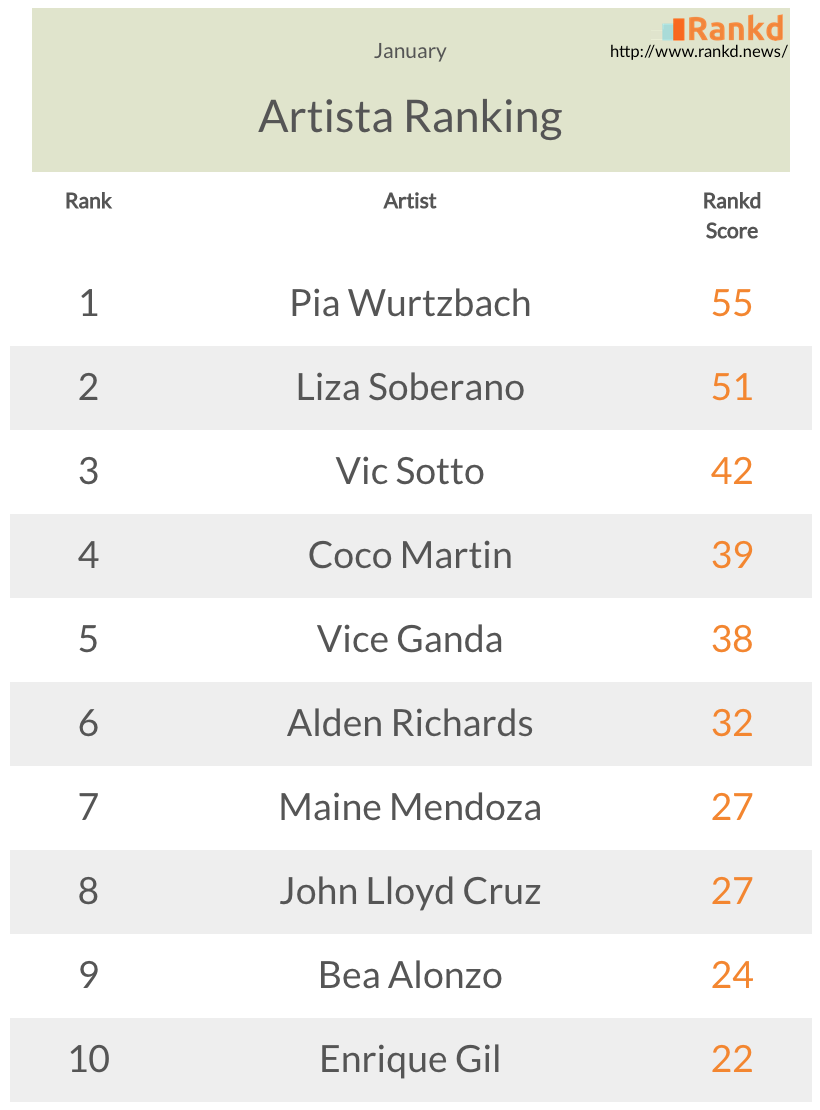 Rankd
January
http://www.rankd.news/
Artista Ranking
Rank Artist Rankd Score
1 Pia Wurtzbach 55
2 Liza Soberano 51
3 Vic Sotto 42
4 Coco Martin 39
5 Vice Ganda 38
6 Alden Richards 32
7 Maine Mendoza 27
8 John Lloyd Cruz 27
9 Bea Alonzo 24
10 Enrique Gil 22